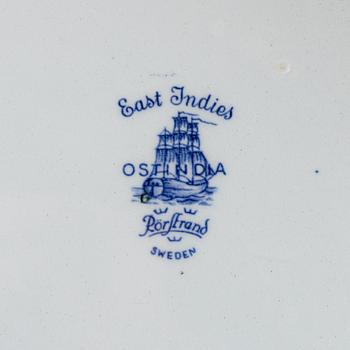 East Indies
OSTINDIA
Rörstrand
SWEDEN